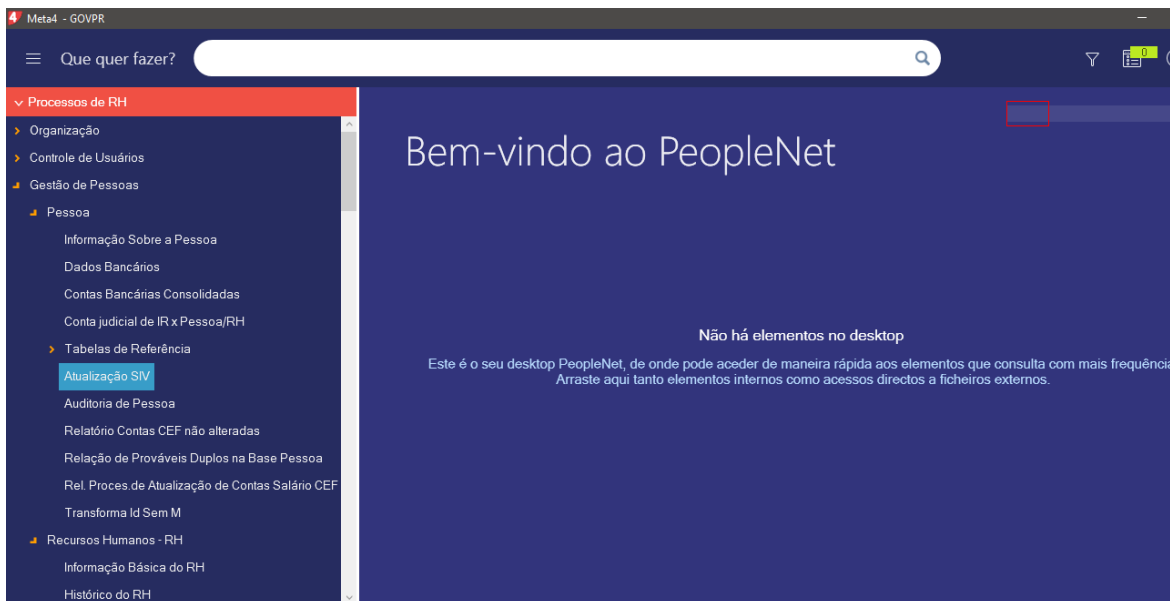 Meta4 - GOVPR
Que quer fazer?
0
Processos de RH
Organização
Controle de Usuários
Gestão de Pessoas
Pessoa
Informação Sobre a Pessoa
Dados Bancários
Contas Bancárias Consolidadas
Conta judicial de IR x Pessoa/RH
Tabelas de Referência
Atualização SIV
Auditoria de Pessoa
Relatório Contas CEF não alteradas
Relação de Prováveis Duplos na Base Pessoa
Rel. Proces.de Atualização de Contas Salário CEF
Transforma Id Sem M
Recursos Humanos - RH
Informação Básica do RH
Histórico do RH
Bem-vindo ao PeopleNet
Não há elementos no desktop
Este é o seu desktop PeopleNet, de onde pode aceder de maneira rápida aos elementos que consulta com mais frequência
Arraste aqui tanto elementos internos como acessos directos a ficheiros externos.